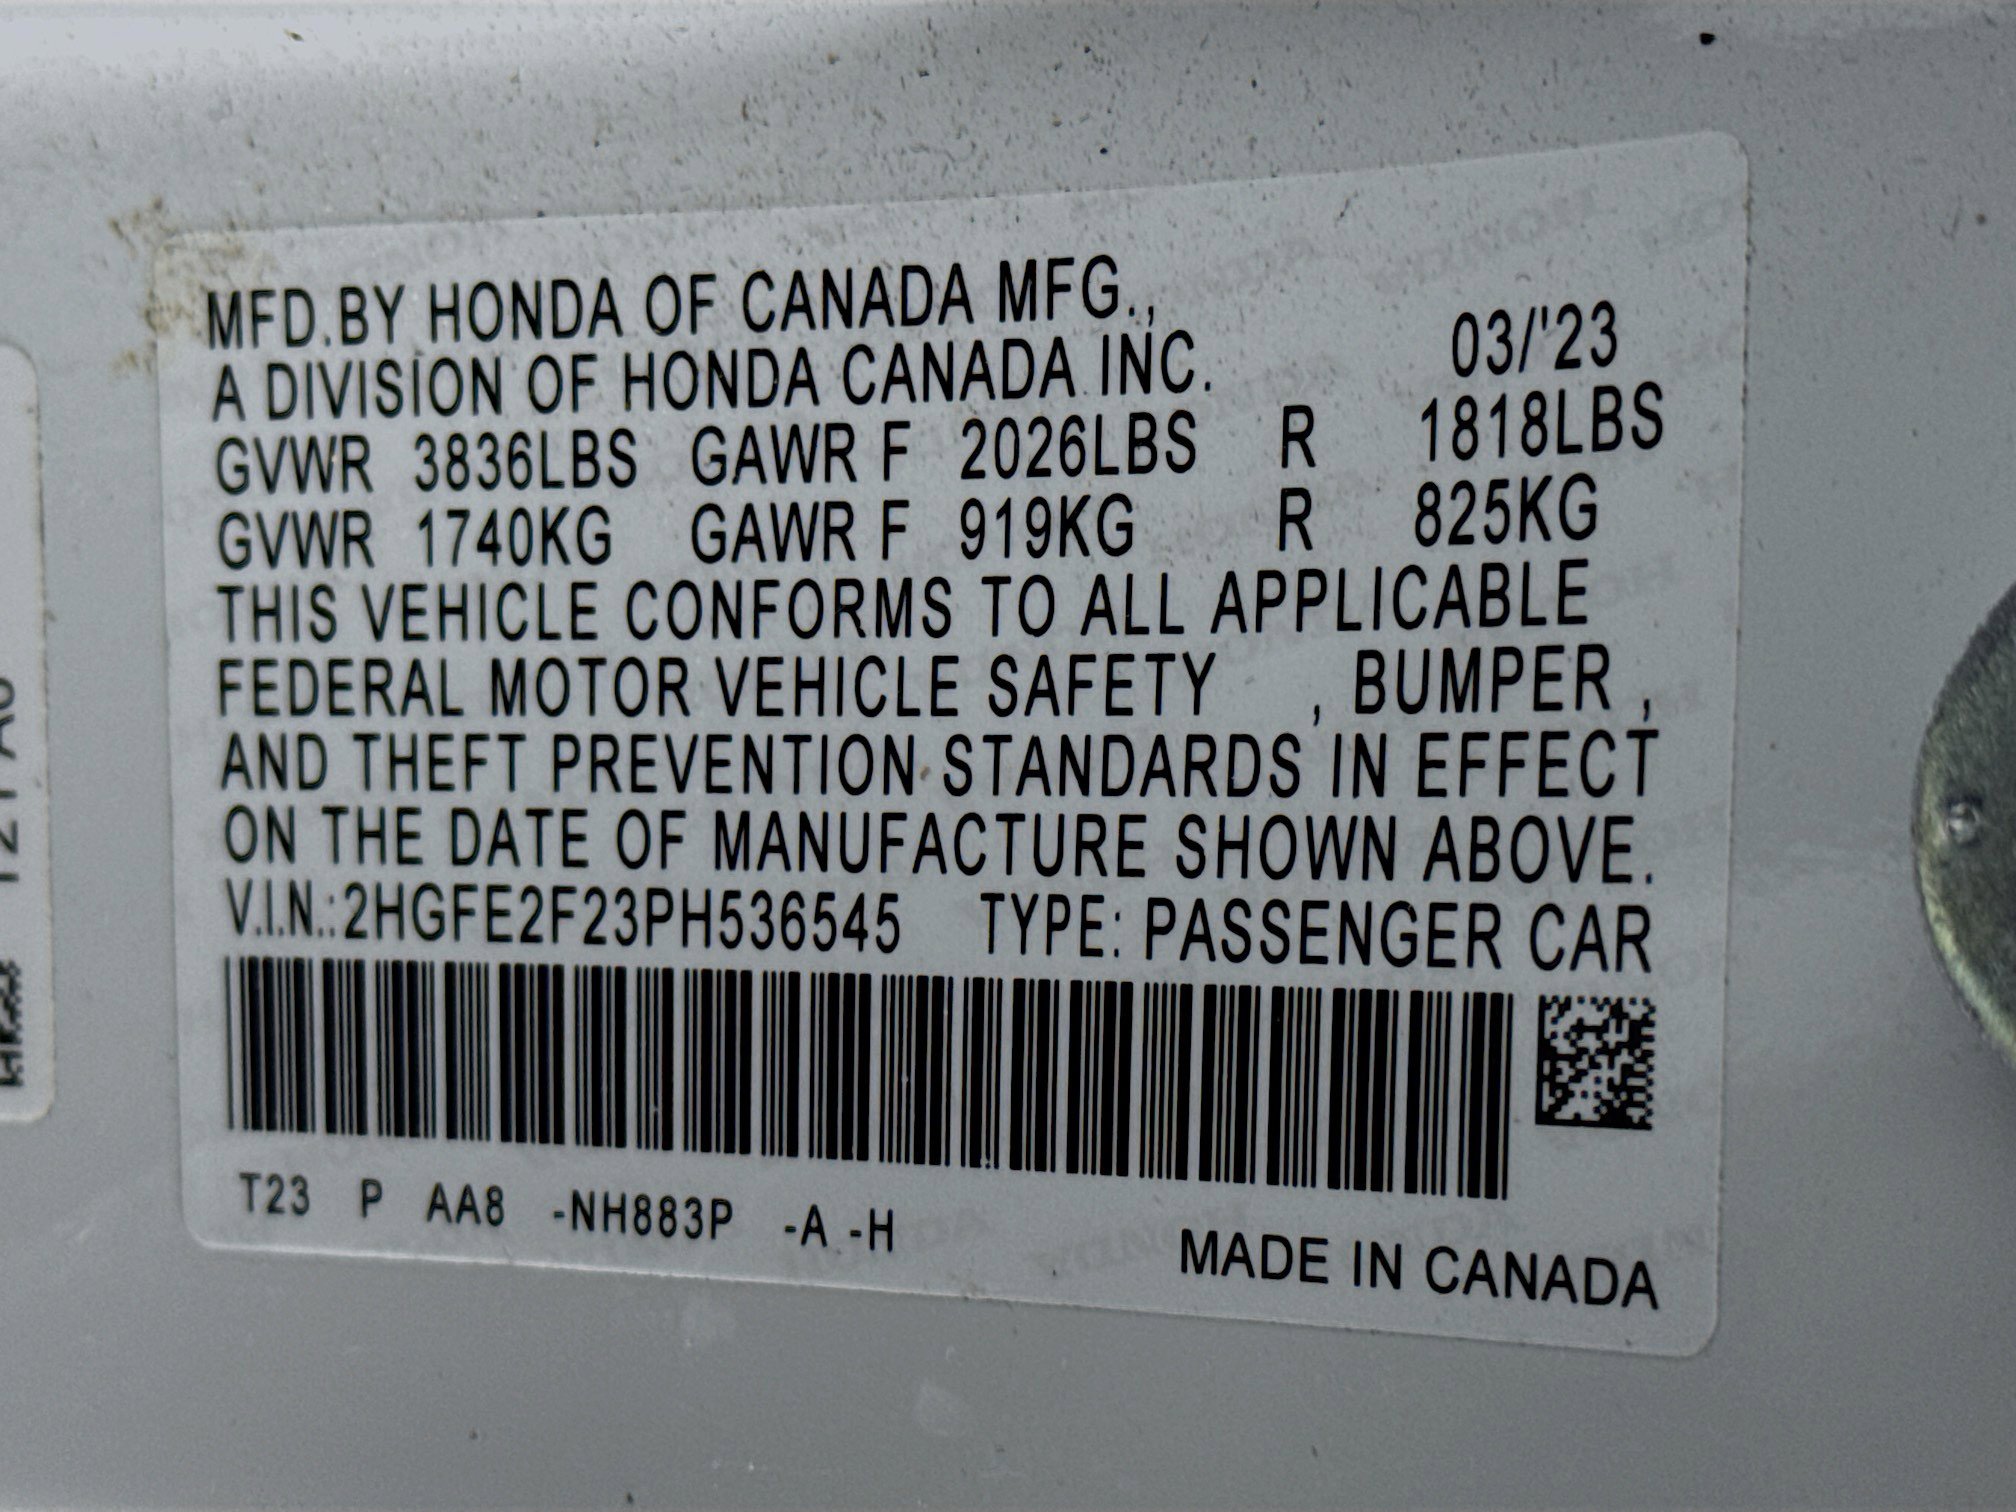 MFD.BY HONDA OF CANADA MFG.,
A DIVISION OF HONDA CANADA INC. 03/'23
GVWR 3836LBS GAWR F 2026LBS R 1818LBS
GVWR 1740KG GAWR F 919KG R 825KG
THIS VEHICLE CONFORMS TO ALL APPLICABLE
FEDERAL MOTOR VEHICLE SAFETY , BUMPER ,
AND THEFT PREVENTION STANDARDS IN EFFECT
ON THE DATE OF MANUFACTURE SHOWN ABOVE.
V.I.N.:2HGFE2F23PH536545 TYPE: PASSENGER CAR
T23 P AA8 -NH883P -A -H
MADE IN CANADA